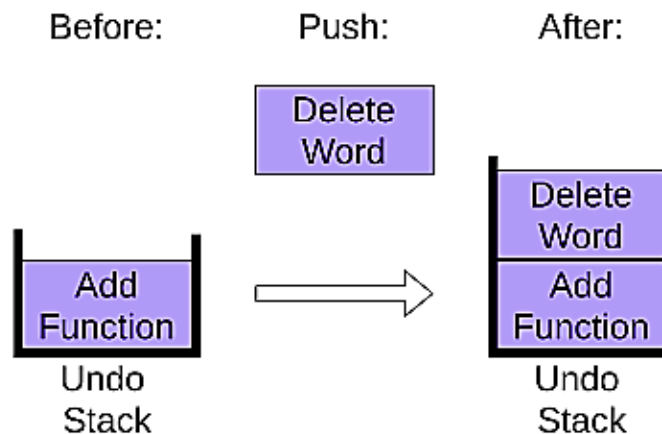 Before:
Push:
After:
Delete
Word
Delete
Word
Add
Function
Add
Function
Undo
Stack
Undo
Stack